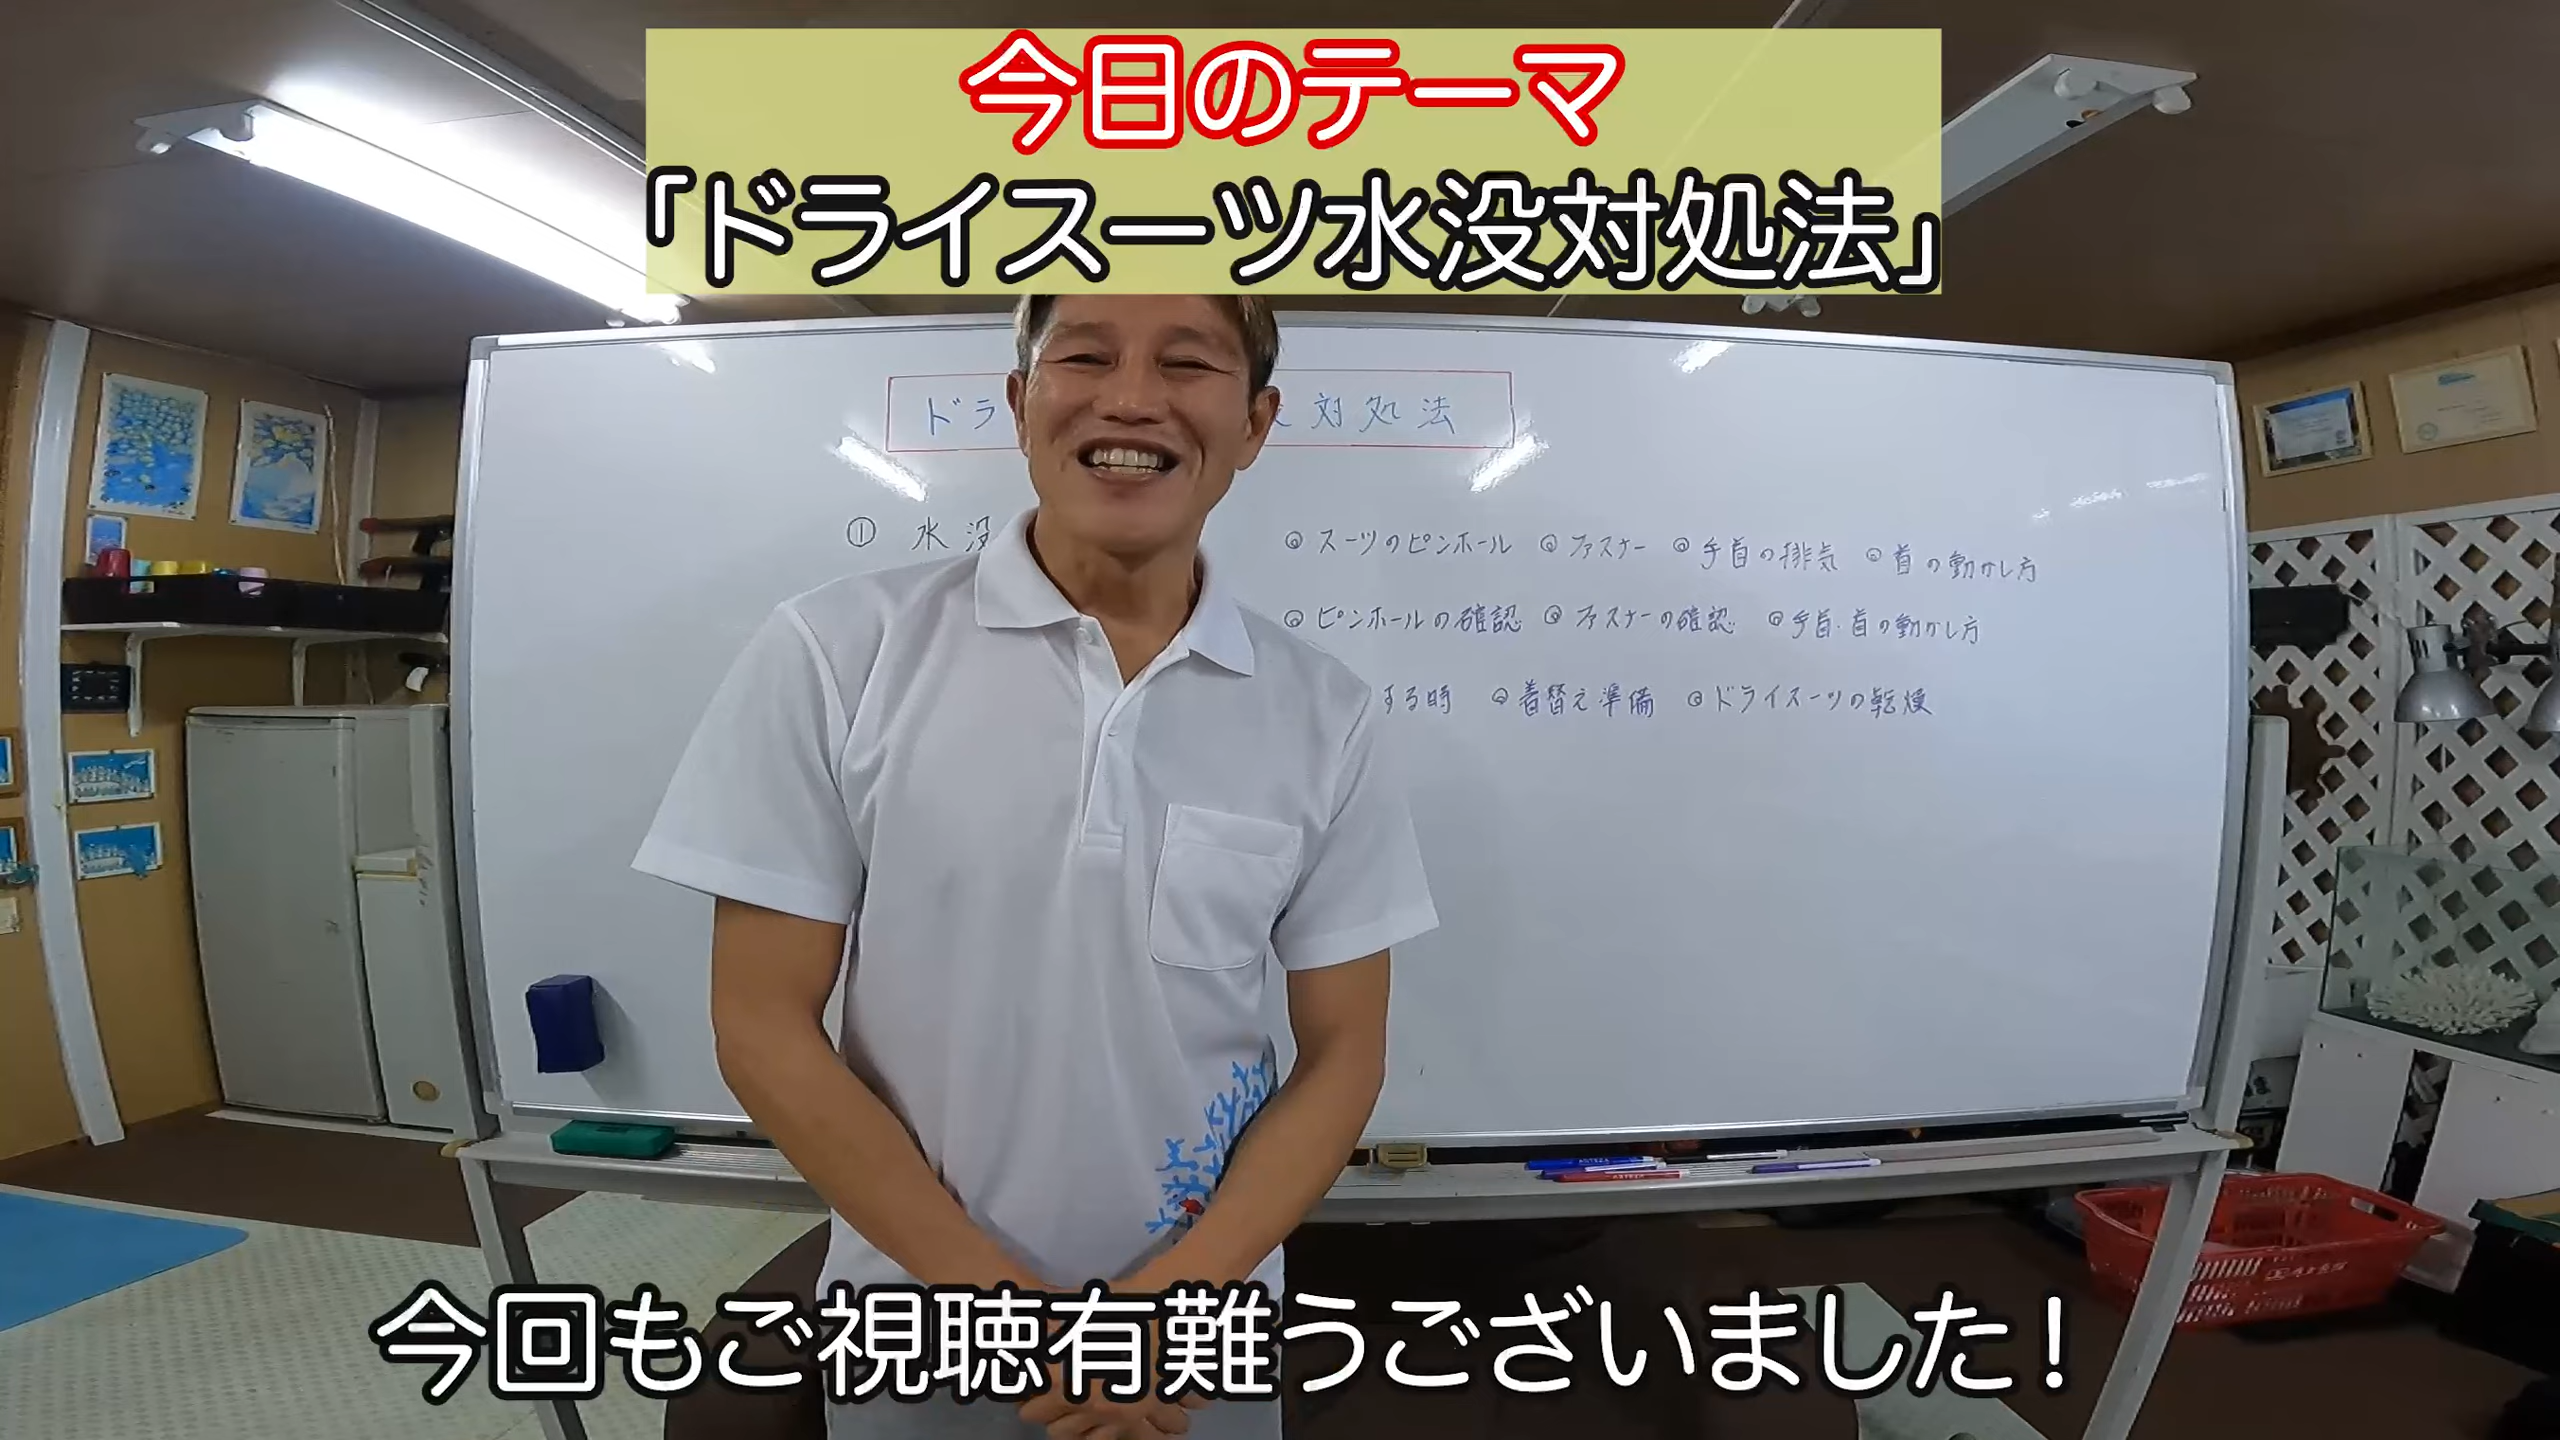 今日のテーマ
「ドライスーツ水没対処法」
ドラ 対処法
① 水没 ◎スーツのピンホール ◎ファスナー ◎手首の排気 ◎首の動かし方
◎ピンホールの確認 ◎ファスナーの確認 ◎手首・首の動かし方
する時 ◎着替え準備 ◎ドライスーツの乾燥
今回もご視聴有難うございました!